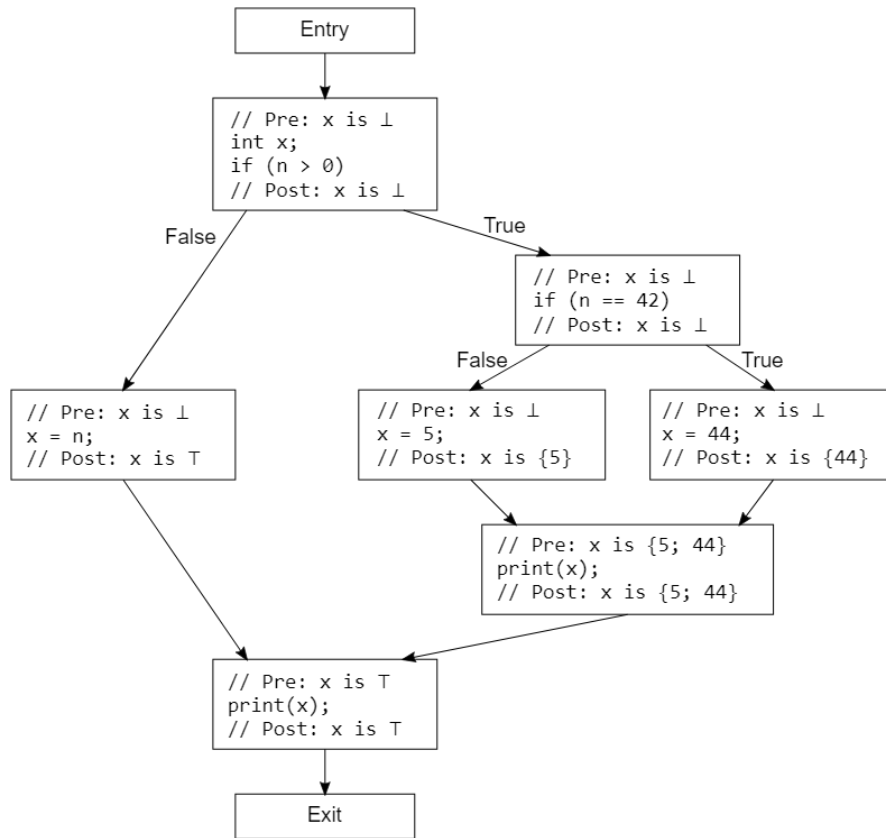 Entry
// Pre: x is ⊥
int x;
if (n > 0)
// Post: x is ⊥
False
True
// Pre: x is ⊥
if (n == 42)
// Post: x is ⊥
False
True
// Pre: x is ⊥
x = n;
// Post: x is ⊤
// Pre: x is ⊥
x = 5;
// Post: x is {5}
// Pre: x is ⊥
x = 44;
// Post: x is {44}
// Pre: x is {5; 44}
print(x);
// Post: x is {5; 44}
// Pre: x is ⊤
print(x);
// Post: x is ⊤
Exit